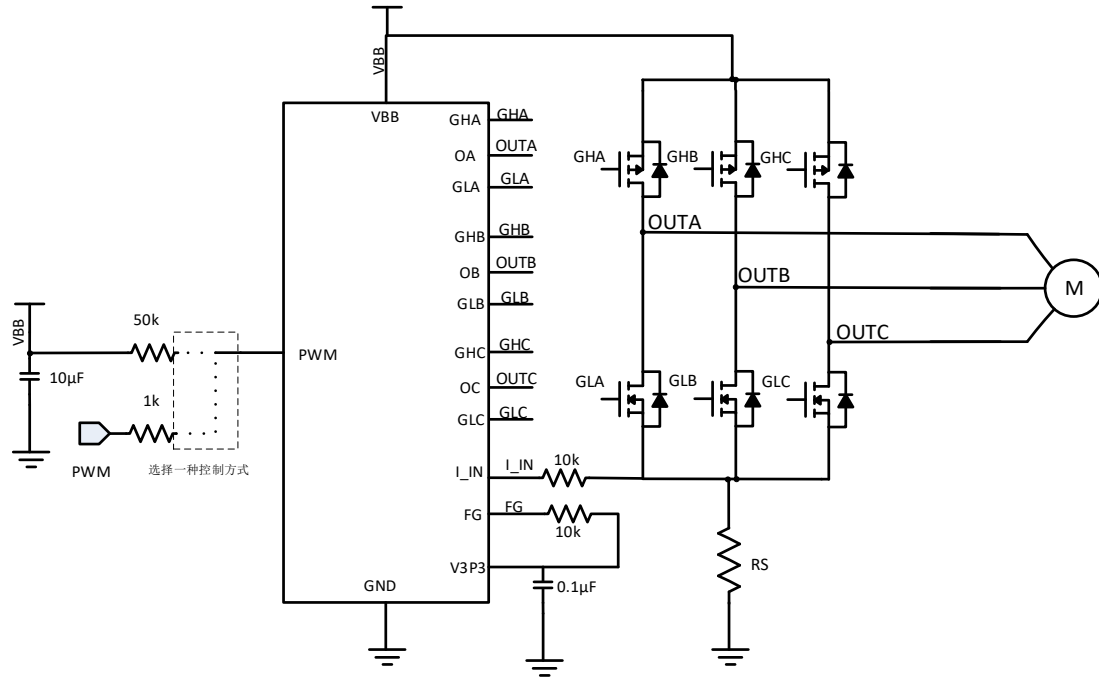 VBB
VBB
GHA
GHA
OA
OUTA
GLA
GLA
GHB
GHB
OB
OUTB
GLB
GLB
GHC
GHC
OC
OUTC
GLC
GLC
I_IN
I_IN
10k
FG
FG
10k
V3P3
0.1μF
GND
PWM
VBB
50k
10μF
1k
PWM
选择一种控制方式
GHA
GHB
GHC
OUTA
OUTB
OUTC
M
GLA
GLB
GLC
RS